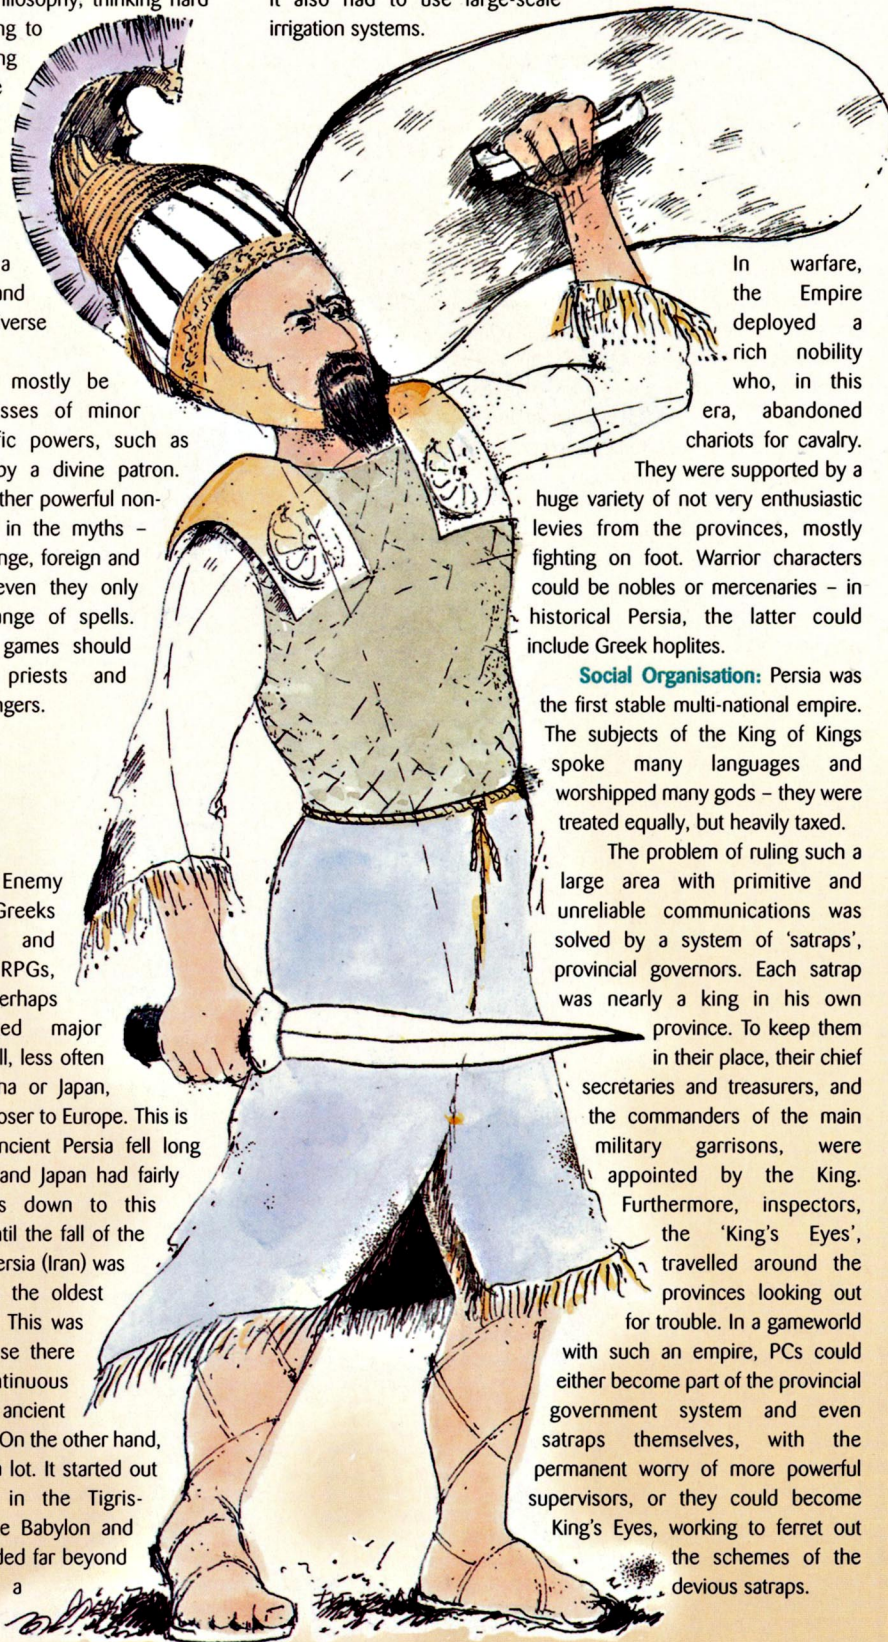 ilosophy, thinking hard
ng to
ng
a
and
verse
mostly be
sses of minor
fic powers, such as
by a divine patron.
ther powerful non-
in the myths –
nge, foreign and
even they only
nge of spells.
games should
priests and
ngers.
Enemy
Greeks
and
RPGs,
erhaps
ed major
ll, less often
na or Japan,
oser to Europe. This is
ncient Persia fell long
and Japan had fairly
s down to this
ntil the fall of the
ersia (Iran) was
the oldest
This was
se there
ntinuous
ancient
On the other hand,
a lot. It started out
in the Tigris-
e Babylon and
ded far beyond
a
it also had to use large-scale
irrigation systems.
In warfare,
the Empire
deployed a
rich nobility
who, in this
era, abandoned
chariots for cavalry.
They were supported by a
huge variety of not very enthusiastic
levies from the provinces, mostly
fighting on foot. Warrior characters
could be nobles or mercenaries – in
historical Persia, the latter could
include Greek hoplites.
Social Organisation: Persia was
the first stable multi-national empire.
The subjects of the King of Kings
spoke many languages and
worshipped many gods – they were
treated equally, but heavily taxed.
The problem of ruling such a
large area with primitive and
unreliable communications was
solved by a system of ‘satraps’,
provincial governors. Each satrap
was nearly a king in his own
province. To keep them
in their place, their chief
secretaries and treasurers, and
the commanders of the main
military garrisons, were
appointed by the King.
Furthermore, inspectors,
the ‘King's Eyes’,
travelled around the
provinces looking out
for trouble. In a gameworld
with such an empire, PCs could
either become part of the provincial
government system and even
satraps themselves, with the
permanent worry of more powerful
supervisors, or they could become
King's Eyes, working to ferret out
the schemes of the
devious satraps.